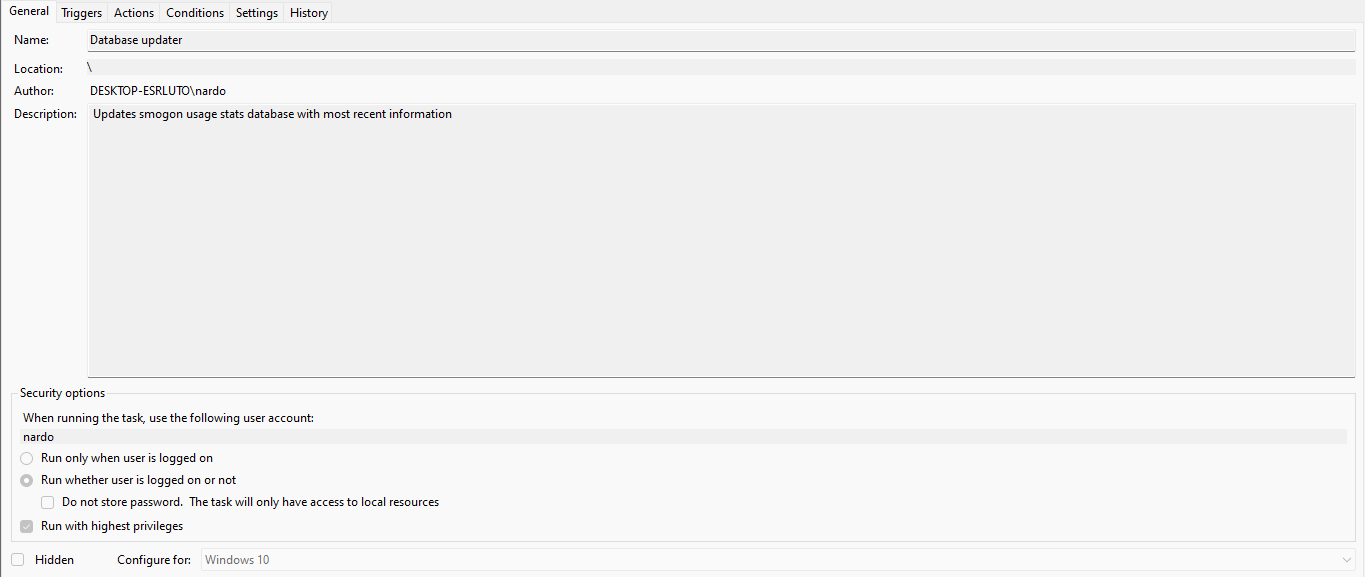 General Triggers Actions Conditions Settings History
Name: Database updater
Location: \
Author: DESKTOP-ESRLUTO\nardo
Description: Updates smogon usage stats database with most recent information
Security options
When running the task, use the following user account:
nardo
Run only when user is logged on
Run whether user is logged on or not
Do not store password. The task will only have access to local resources
Run with highest privileges
Hidden Configure for: Windows 10